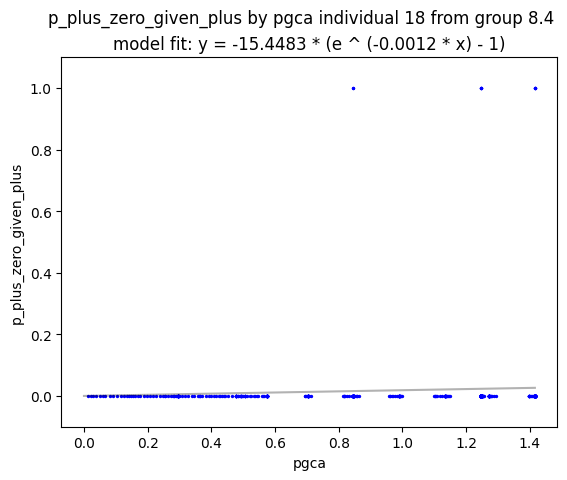 p_plus_zero_given_plus by pgca individual 18 from group 8.4
model fit: y = -15.4483 * (e ^ (-0.0012 * x) - 1)
1.0
0.8
0.6
0.4
0.2
0.0
p_plus_zero_given_plus
0.0 0.2 0.4 0.6 0.8 1.0 1.2 1.4
pgca